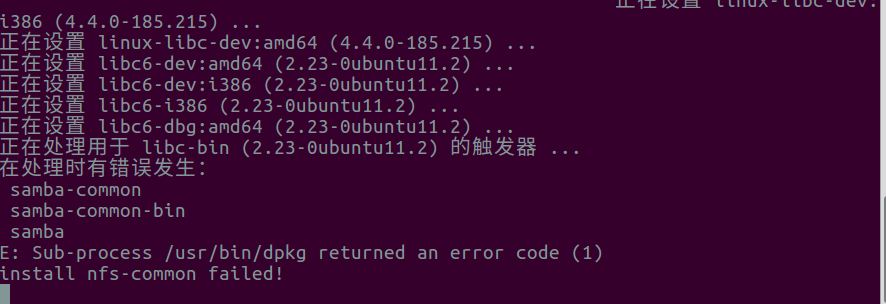 正在设置 linux-libc-dev:
i386 (4.4.0-185.215) ...
正在设置 linux-libc-dev:amd64 (4.4.0-185.215) ...
正在设置 libc6-dev:amd64 (2.23-0ubuntu11.2) ...
正在设置 libc6-dev:i386 (2.23-0ubuntu11.2) ...
正在设置 libc6-i386 (2.23-0ubuntu11.2) ...
正在设置 libc6-dbg:amd64 (2.23-0ubuntu11.2) ...
正在处理用于 libc-bin (2.23-0ubuntu11.2) 的触发器 ...
在处理时有错误发生：
samba-common
samba-common-bin
samba
E: Sub-process /usr/bin/dpkg returned an error code (1)
install nfs-common failed!